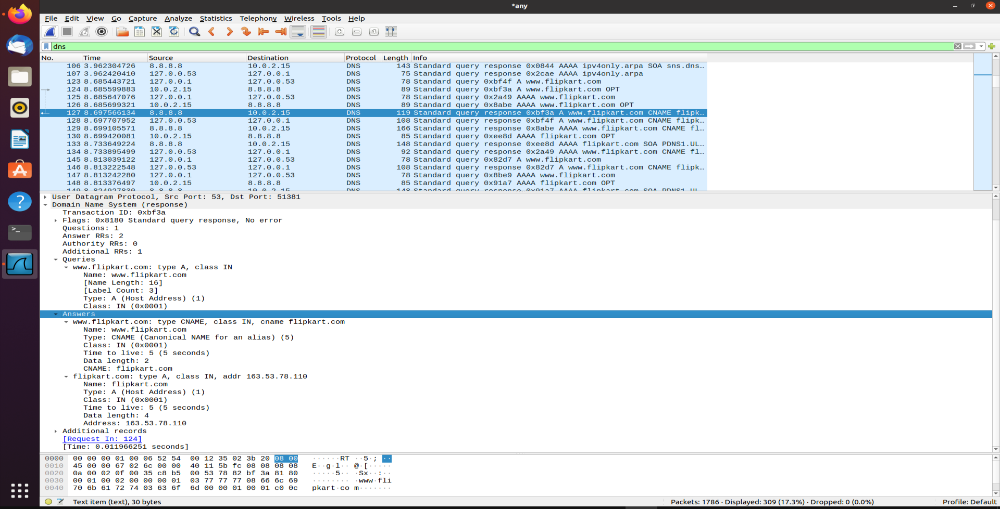 *any
File Edit View Go Capture Analyze Statistics Telephony Wireless Tools Help
dns
No. Time Source Destination Protocol Length Info
106 3.962304726 8.8.8.8 10.0.2.15 DNS 143 Standard query response 0x0844 AAAA ipv4only.arpa SOA sns.dns…
107 3.962420410 127.0.0.53 127.0.0.1 DNS 75 Standard query response 0x2cae AAAA ipv4only.arpa
123 8.685443721 127.0.0.1 127.0.0.53 DNS 78 Standard query 0xbf4f A www.flipkart.com
124 8.685599883 10.0.2.15 8.8.8.8 DNS 89 Standard query 0xbf3a A www.flipkart.com OPT
125 8.685647076 127.0.0.1 127.0.0.53 DNS 78 Standard query 0x2a49 AAAA www.flipkart.com
126 8.685699321 10.0.2.15 8.8.8.8 DNS 89 Standard query 0x8abe AAAA www.flipkart.com OPT
127 8.697566134 8.8.8.8 10.0.2.15 DNS 119 Standard query response 0xbf3a A www.flipkart.com CNAME flipk…
128 8.697707952 127.0.0.53 127.0.0.1 DNS 108 Standard query response 0xbf4f A www.flipkart.com CNAME flipk…
129 8.699105571 8.8.8.8 10.0.2.15 DNS 166 Standard query response 0x8abe AAAA www.flipkart.com CNAME fl…
130 8.699420081 10.0.2.15 8.8.8.8 DNS 85 Standard query 0xee8d AAAA flipkart.com OPT
133 8.733649224 8.8.8.8 10.0.2.15 DNS 148 Standard query response 0xee8d AAAA flipkart.com SOA PDNS1.UL…
134 8.733895499 127.0.0.53 127.0.0.1 DNS 92 Standard query response 0x2a49 AAAA www.flipkart.com CNAME fl…
145 8.813039122 127.0.0.1 127.0.0.53 DNS 78 Standard query 0x82d7 A www.flipkart.com
146 8.813222548 127.0.0.53 127.0.0.1 DNS 108 Standard query response 0x82d7 A www.flipkart.com CNAME flipk…
147 8.813242280 127.0.0.1 127.0.0.53 DNS 78 Standard query 0x8be9 AAAA www.flipkart.com
148 8.813376497 10.0.2.15 8.8.8.8 DNS 85 Standard query 0x91a7 AAAA flipkart.com OPT
149 8.824927830 8.8.8.8 10.0.2.15 DNS 148 Standard query response 0x91a7 AAAA flipkart.com SOA PDNS1.UL…
User Datagram Protocol, Src Port: 53, Dst Port: 51381
Domain Name System (response)
Transaction ID: 0xbf3a
Flags: 0x8180 Standard query response, No error
Questions: 1
Answer RRs: 2
Authority RRs: 0
Additional RRs: 1
Queries
www.flipkart.com: type A, class IN
Name: www.flipkart.com
[Name Length: 16]
[Label Count: 3]
Type: A (Host Address) (1)
Class: IN (0x0001)
Answers
www.flipkart.com: type CNAME, class IN, cname flipkart.com
Name: www.flipkart.com
Type: CNAME (Canonical NAME for an alias) (5)
Class: IN (0x0001)
Time to live: 5 (5 seconds)
Data length: 2
CNAME: flipkart.com
flipkart.com: type A, class IN, addr 163.53.78.110
Name: flipkart.com
Type: A (Host Address) (1)
Class: IN (0x0001)
Time to live: 5 (5 seconds)
Data length: 4
Address: 163.53.78.110
Additional records
[Request In: 124]
[Time: 0.011966251 seconds]
0000 00 00 00 01 00 06 52 54 00 12 35 02 3b 20 08 00 ······RT ··5·; ··
0010 45 00 00 67 02 6c 00 00 40 11 5b fc 08 08 08 08 E··g·l·· @·[·····
0020 0a 00 02 0f 00 35 c8 b5 00 53 78 82 bf 3a 81 80 ·····5·· ·Sx··:··
0030 00 01 00 02 00 00 00 01 03 77 77 77 08 66 6c 69 ········ ·www·fli
0040 70 6b 61 72 74 03 63 6f 6d 00 00 01 00 01 c0 0c pkart·co m·······
Text item (text), 30 bytes
Packets: 1786 · Displayed: 309 (17.3%) · Dropped: 0 (0.0%)
Profile: Default